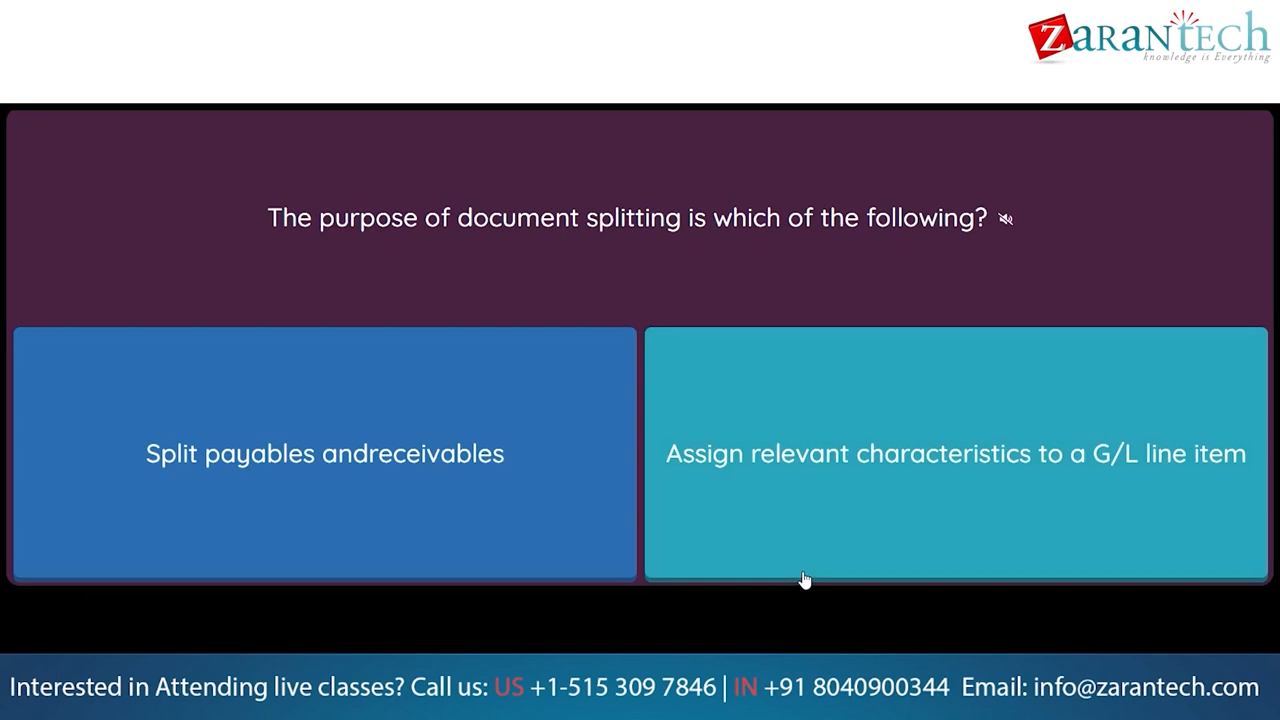 ZARANTECH
knowledge is Everything
The purpose of document splitting is which of the following?
Split payables andreceivables
Assign relevant characteristics to a G/L line item
Interested in Attending live classes? Call us: US +1-515 309 7846 | IN +91 8040900344 Email: info@zarantech.com